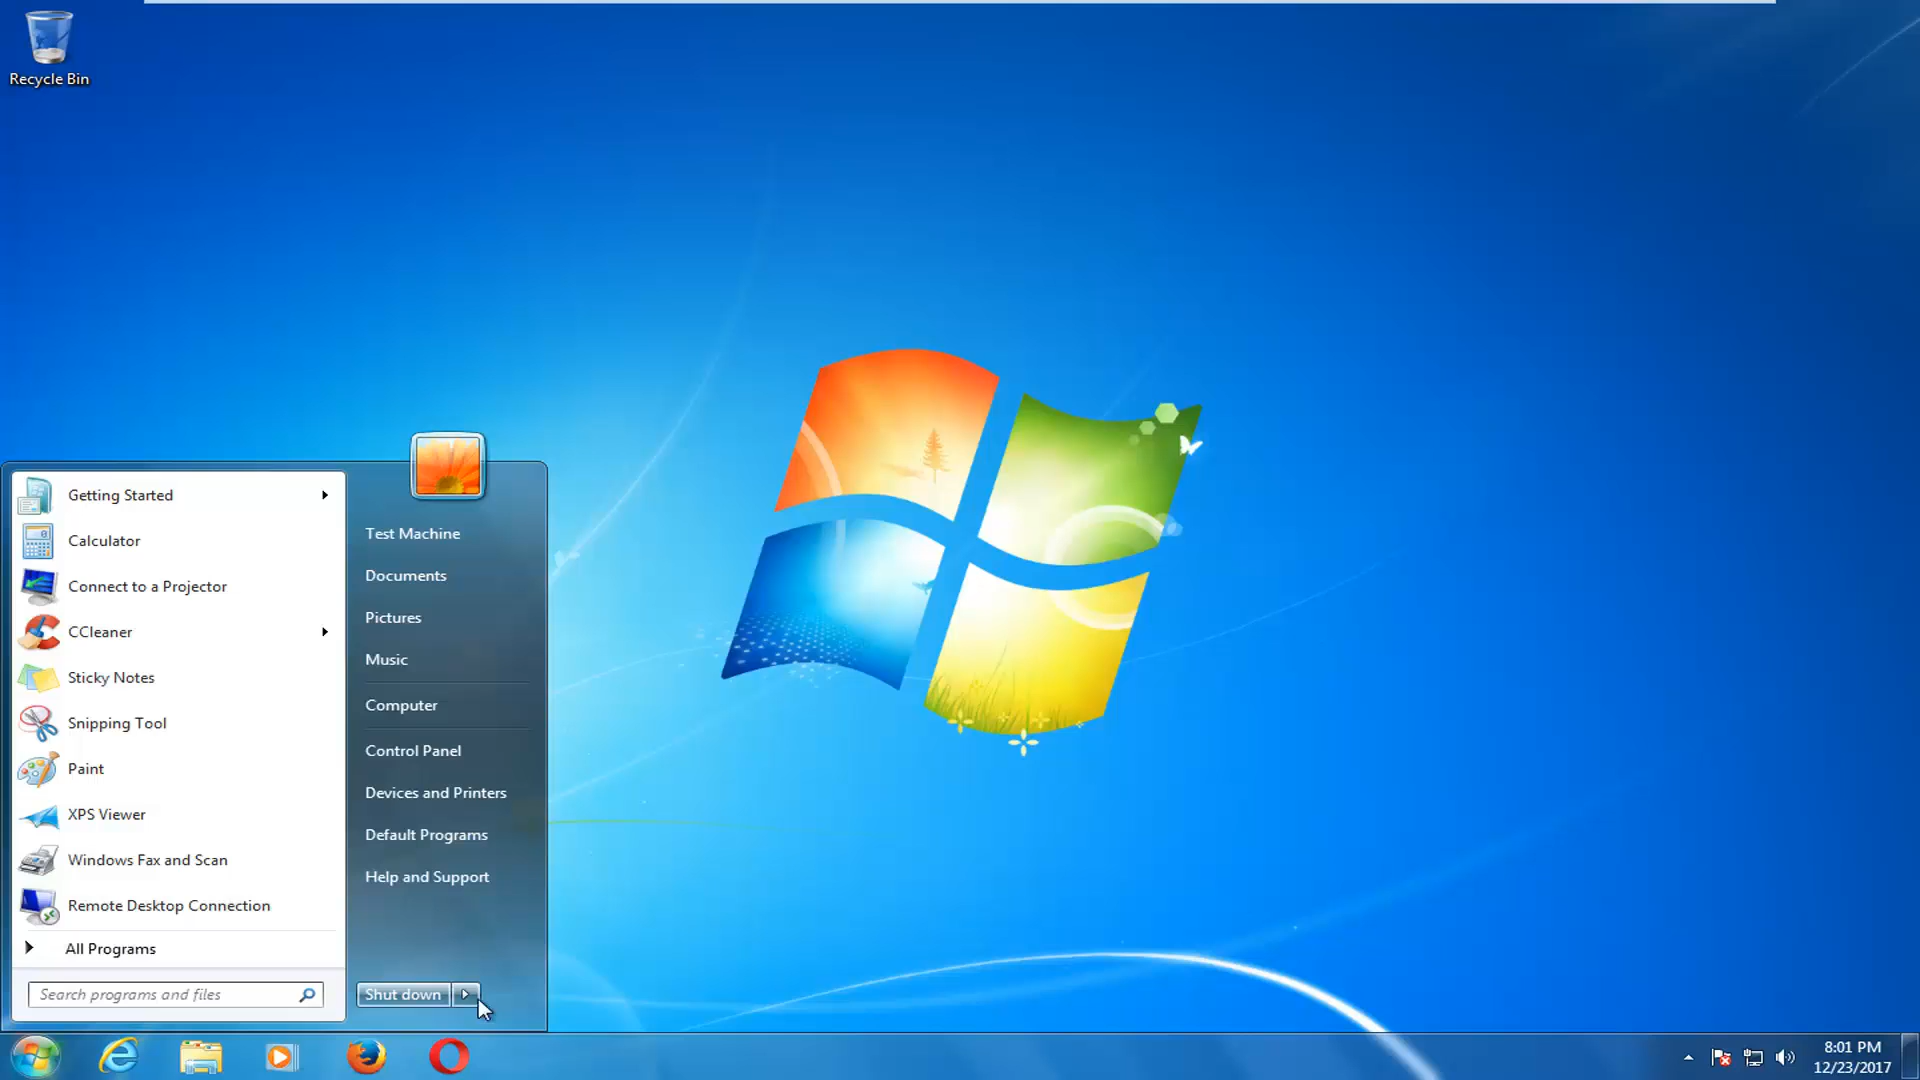 Recycle Bin
Getting Started
Calculator
Connect to a Projector
CCleaner
Sticky Notes
Snipping Tool
Paint
XPS Viewer
Windows Fax and Scan
Remote Desktop Connection
All Programs
Search programs and files
Test Machine
Documents
Pictures
Music
Computer
Control Panel
Devices and Printers
Default Programs
Help and Support
Shut down
8:01 PM
12/23/2017